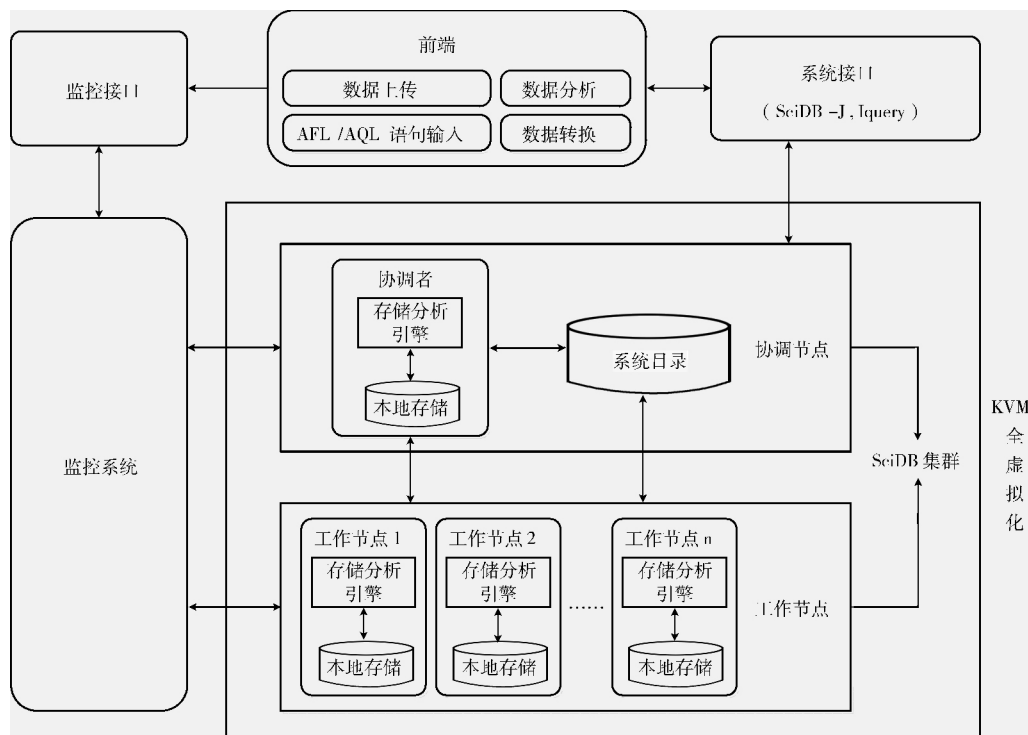 前端
监控接口
数据上传
数据分析
系统接口
AFL /AQL 语句输入
数据转换
( SciDB -J , Iquery )
协调者
存储分析
引擎
系统目录
协调节点
本地存储
KVM
全
虚
拟
化
SciDB 集群
监控系统
工作节点 1
工作节点 2
工作节点 n
存储分析
引擎
存储分析
引擎
存储分析
引擎
……
工作节点
本地存储
本地存储
本地存储